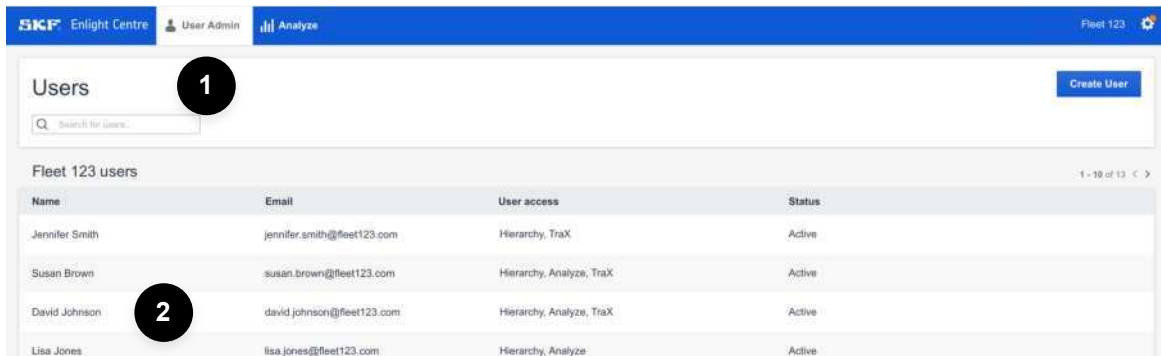 SKF Enlight Centre User Admin Analyze Fleet 123
Users 1 Create User
Search for users...
Fleet 123 users 1 - 10 of 13 < >
Name Email User access Status
Jennifer Smith jennifer.smith@fleet123.com Hierarchy, TraX Active
Susan Brown susan.brown@fleet123.com Hierarchy, Analyze, TraX Active
David Johnson 2 david.johnson@fleet123.com Hierarchy, Analyze, TraX Active
Lisa Jones lisa.jones@fleet123.com Hierarchy, Analyze Active